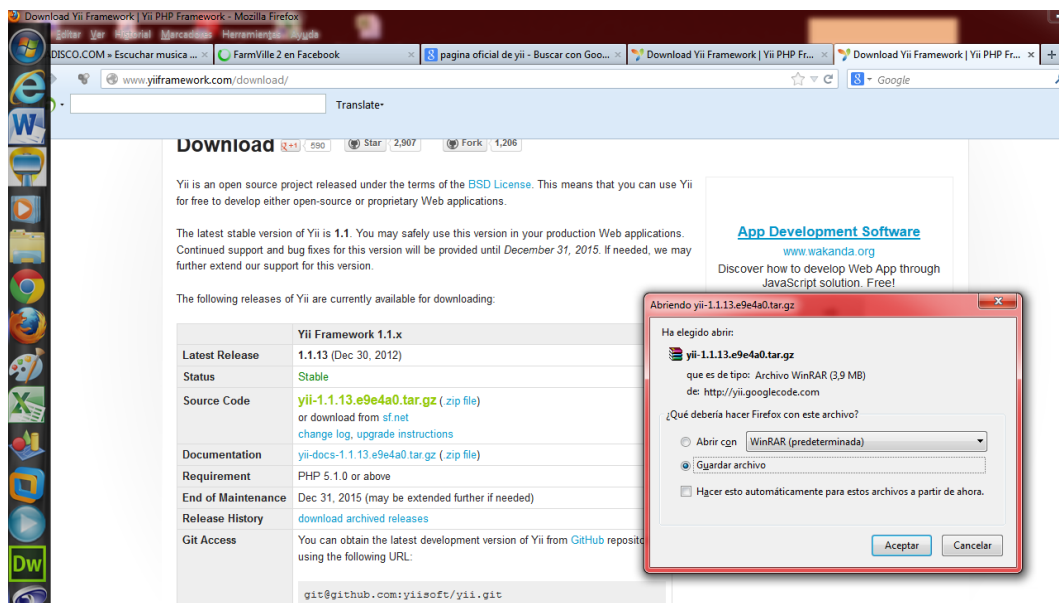 Download Yii Framework | Yii PHP Framework - Mozilla Firefox
Editar Ver Historial Marcadores Herramientas Ayuda
DISCO.COM » Escuchar musica ... × FarmVille 2 en Facebook × pagina oficial de yii - Buscar con Goo... × Download Yii Framework | Yii PHP Fr... × Download Yii Framework | Yii PHP Fr... × +
www.yiiframework.com/download/ Google
Translate
Download +1 590 Star 2,907 Fork 1,206
Yii is an open source project released under the terms of the BSD License. This means that you can use Yii
for free to develop either open-source or proprietary Web applications.
The latest stable version of Yii is 1.1. You may safely use this version in your production Web applications.
Continued support and bug fixes for this version will be provided until December 31, 2015. If needed, we may
further extend our support for this version.
The following releases of Yii are currently available for downloading:
App Development Software
www.wakanda.org
Discover how to develop Web App through
JavaScript solution. Free!
Yii Framework 1.1.x
Latest Release 1.1.13 (Dec 30, 2012)
Status Stable
Source Code yii-1.1.13.e9e4a0.tar.gz (.zip file)
or download from sf.net
change log, upgrade instructions
Documentation yii-docs-1.1.13.e9e4a0.tar.gz (.zip file)
Requirement PHP 5.1.0 or above
End of Maintenance Dec 31, 2015 (may be extended further if needed)
Release History download archived releases
Git Access You can obtain the latest development version of Yii from GitHub
using the following URL:
git@github.com:yiisoft/yii.git
Abriendo yii-1.1.13.e9e4a0.tar.gz
Ha elegido abrir:
yii-1.1.13.e9e4a0.tar.gz
que es de tipo: Archivo WinRAR (3,9 MB)
de: http://yii.googlecode.com
¿Qué debería hacer Firefox con este archivo?
Abrir con WinRAR (predeterminada)
Guardar archivo
Hacer esto automáticamente para estos archivos a partir de ahora.
Aceptar Cancelar
W
Dw